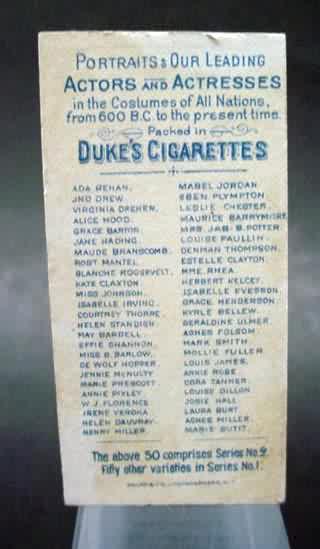 PORTRAITS OF OUR LEADING
ACTORS AND ACTRESSES
in the Costumes of All Nations,
from 600 B.C. to the present time.
Packed in
DUKE'S CIGARETTES
ADA REHAN.
JNO DREW.
VIRGINIA DREHER,
ALICE HOOD.
GRACE BARRON.
JANE HADING.
MAUDE BRANSCOMB.
ROBT MANTEL.
BLANCHE ROOSEVELT.
KATE CLAXTON.
MISS JOHNSON.
ISABELLE IRVING.
COURTNEY THORPE.
HELEN STANDISH.
MAY BARDELL.
EFFIE SHANNON.
MISS B. BARLOW.
DE WOLF HOPPER.
JENNIE McNULTY
MARIE PRESCOTT.
ANNIE PIXLEY
W.J. FLORENCE
IRENE VERONA.
HELEN DAUVRAY.
HENRY MILLER.
MABEL JORDAN.
EBEN PLYMPTON.
LESLIE CHESTER.
MAURICE BARRYMORE.
MRS. JAS. B. POTTER.
LOUISE PAULLIN.
DENMAN THOMPSON.
ESTELLE CLAYTON.
MME. RHEA.
HERBERT KELCEY.
ISABELLE EVESSON.
GRACE HENDERSON.
KYRLE BELLEW.
GERALDINE ULMER.
AGNES FOLSOM.
MARK SMITH.
MOLLIE FULLER.
LOUIS JAMES.
ANNIE ROBE.
CORA TANNER.
LOUISE DILLON
JOSIE HALL
LAURA BURT
AGNES MILLER.
MARIE
The above 50 comprises Series No. 2.
Fifty other varieties in Series No. 1.